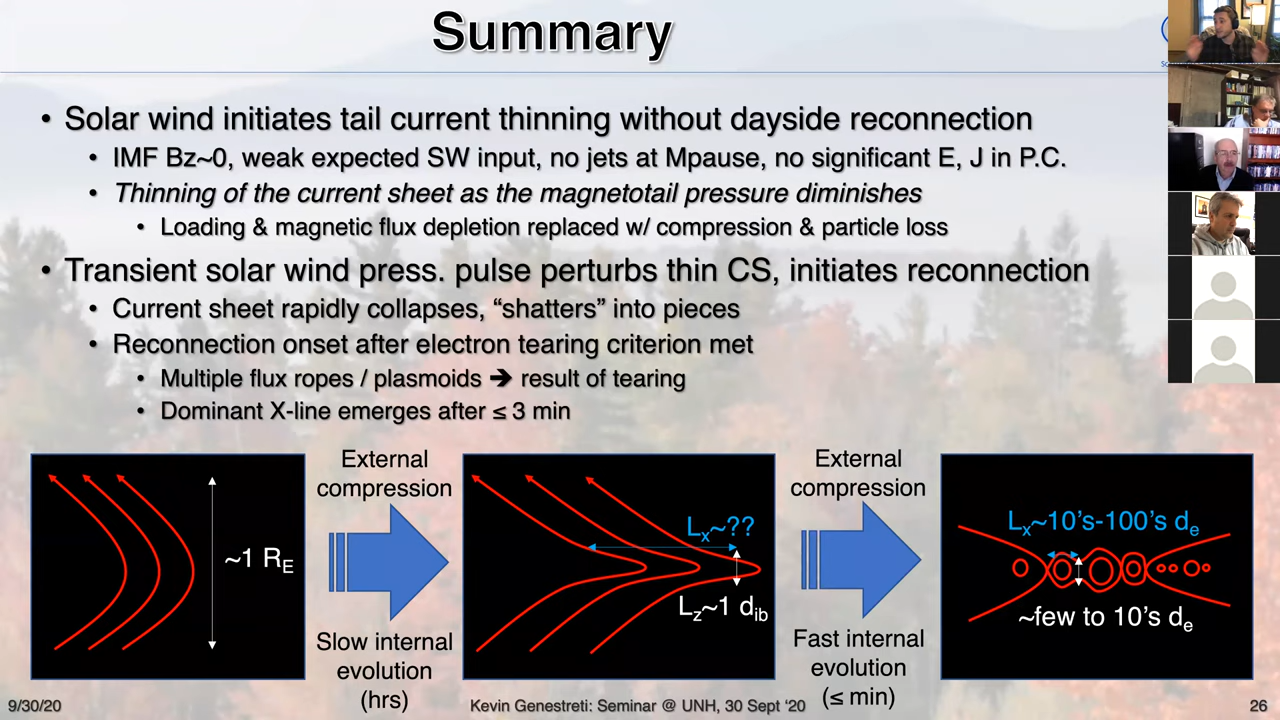 Summary
• Solar wind initiates tail current thinning without dayside reconnection
• IMF Bz~0, weak expected SW input, no jets at Mpause, no significant E, J in P.C.
• Thinning of the current sheet as the magnetotail pressure diminishes
• Loading & magnetic flux depletion replaced w/ compression & particle loss
• Transient solar wind press. pulse perturbs thin CS, initiates reconnection
• Current sheet rapidly collapses, “shatters” into pieces
• Reconnection onset after electron tearing criterion met
• Multiple flux ropes / plasmoids ➔ result of tearing
• Dominant X-line emerges after ≤ 3 min
~1 RE
External
compression
Slow internal
evolution
(hrs)
Lx~??
Lz~1 dib
External
compression
Fast internal
evolution
(≤ min)
Lx~10’s-100’s de
~few to 10’s de
9/30/20
Kevin Genestreti: Seminar @ UNH, 30 Sept ‘20
26